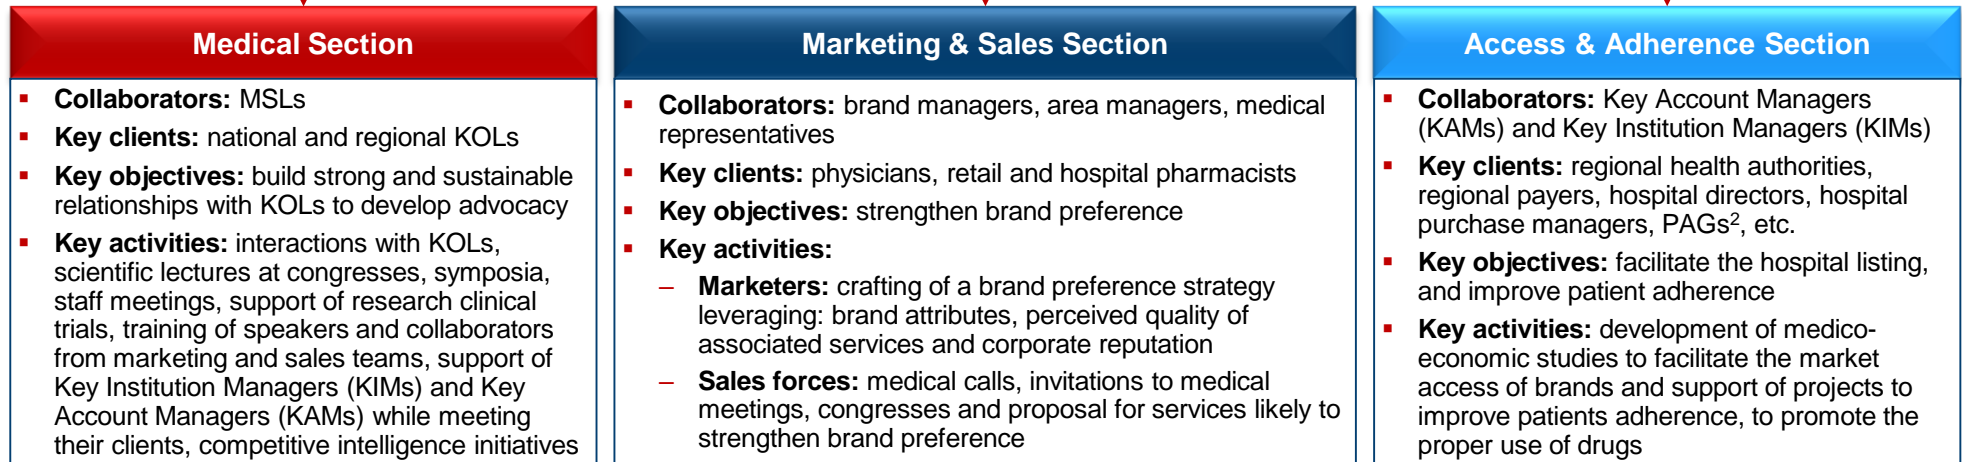 Medical Section
▪ Collaborators: MSLs
▪ Key clients: national and regional KOLs
▪ Key objectives: build strong and sustainable
relationships with KOLs to develop advocacy
▪ Key activities: interactions with KOLs,
scientific lectures at congresses, symposia,
staff meetings, support of research clinical
trials, training of speakers and collaborators
from marketing and sales teams, support of
Key Institution Managers (KIMs) and Key
Account Managers (KAMs) while meeting
their clients, competitive intelligence initiatives
Marketing & Sales Section
▪ Collaborators: brand managers, area managers, medical
representatives
▪ Key clients: physicians, retail and hospital pharmacists
▪ Key objectives: strengthen brand preference
▪ Key activities:
– Marketers: crafting of a brand preference strategy
leveraging: brand attributes, perceived quality of
associated services and corporate reputation
– Sales forces: medical calls, invitations to medical
meetings, congresses and proposal for services likely to
strengthen brand preference
Access & Adherence Section
▪ Collaborators: Key Account Managers
(KAMs) and Key Institution Managers (KIMs)
▪ Key clients: regional health authorities,
regional payers, hospital directors, hospital
purchase managers, PAGs², etc.
▪ Key objectives: facilitate the hospital listing,
and improve patient adherence
▪ Key activities: development of medico-
economic studies to facilitate the market
access of brands and support of projects to
improve patients adherence, to promote the
proper use of drugs